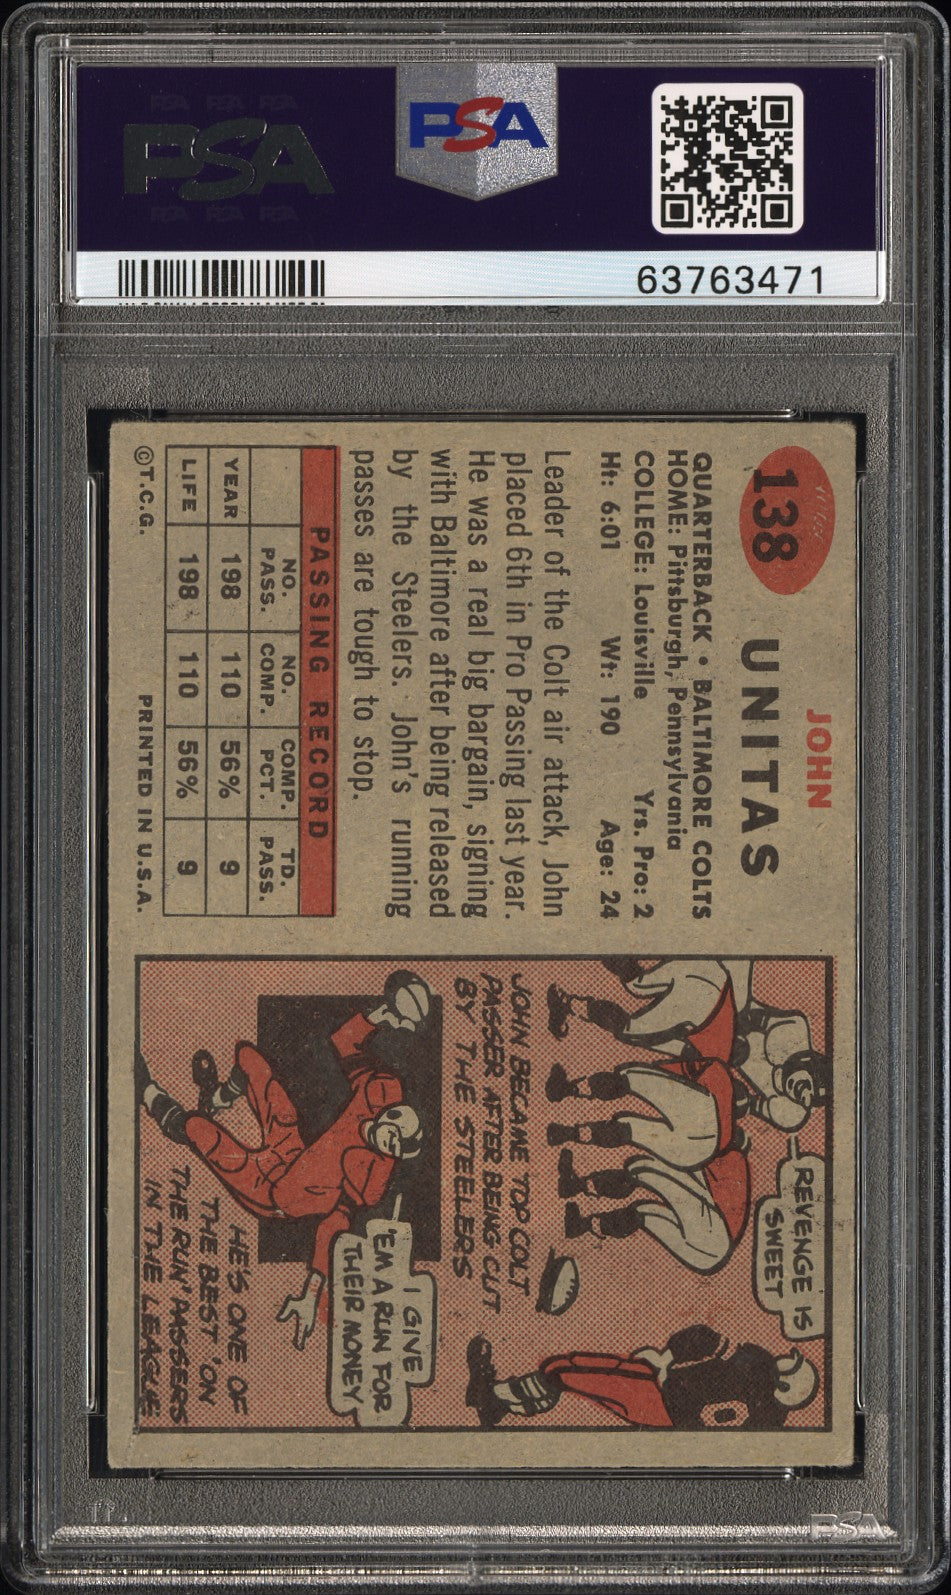 PSA PSA PSA
PSA
PSA PSA PSA
PSA
63763471
138
JOHN
UNITAS
QUARTERBACK • BALTIMORE COLTS
HOME: Pittsburgh, Pennsylvania
COLLEGE: Louisville Yrs. Pro: 2
Ht: 6:01 Wt: 190 Age: 24
Leader of the Colt air attack, John
placed 6th in Pro Passing last year.
He was a real big bargain, signing
with Baltimore after being released
by the Steelers. John's running
passes are tough to stop.
PASSING RECORD
NO. PASS. NO. COMP. COMP. PCT. TD. PASS.
YEAR 198 110 56% 9
LIFE 198 110 56% 9
©T.C.G. PRINTED IN U.S.A.
REVENGE IS
SWEET
JOHN BECAME TOP COLT
PASSER AFTER BEING CUT
BY THE STEELERS
I GIVE
'EM A RUN FOR
THEIR MONEY
HE'S ONE OF
THE BEST 'ON
THE RUN' PASSERS
IN THE LEAGUE
PSA